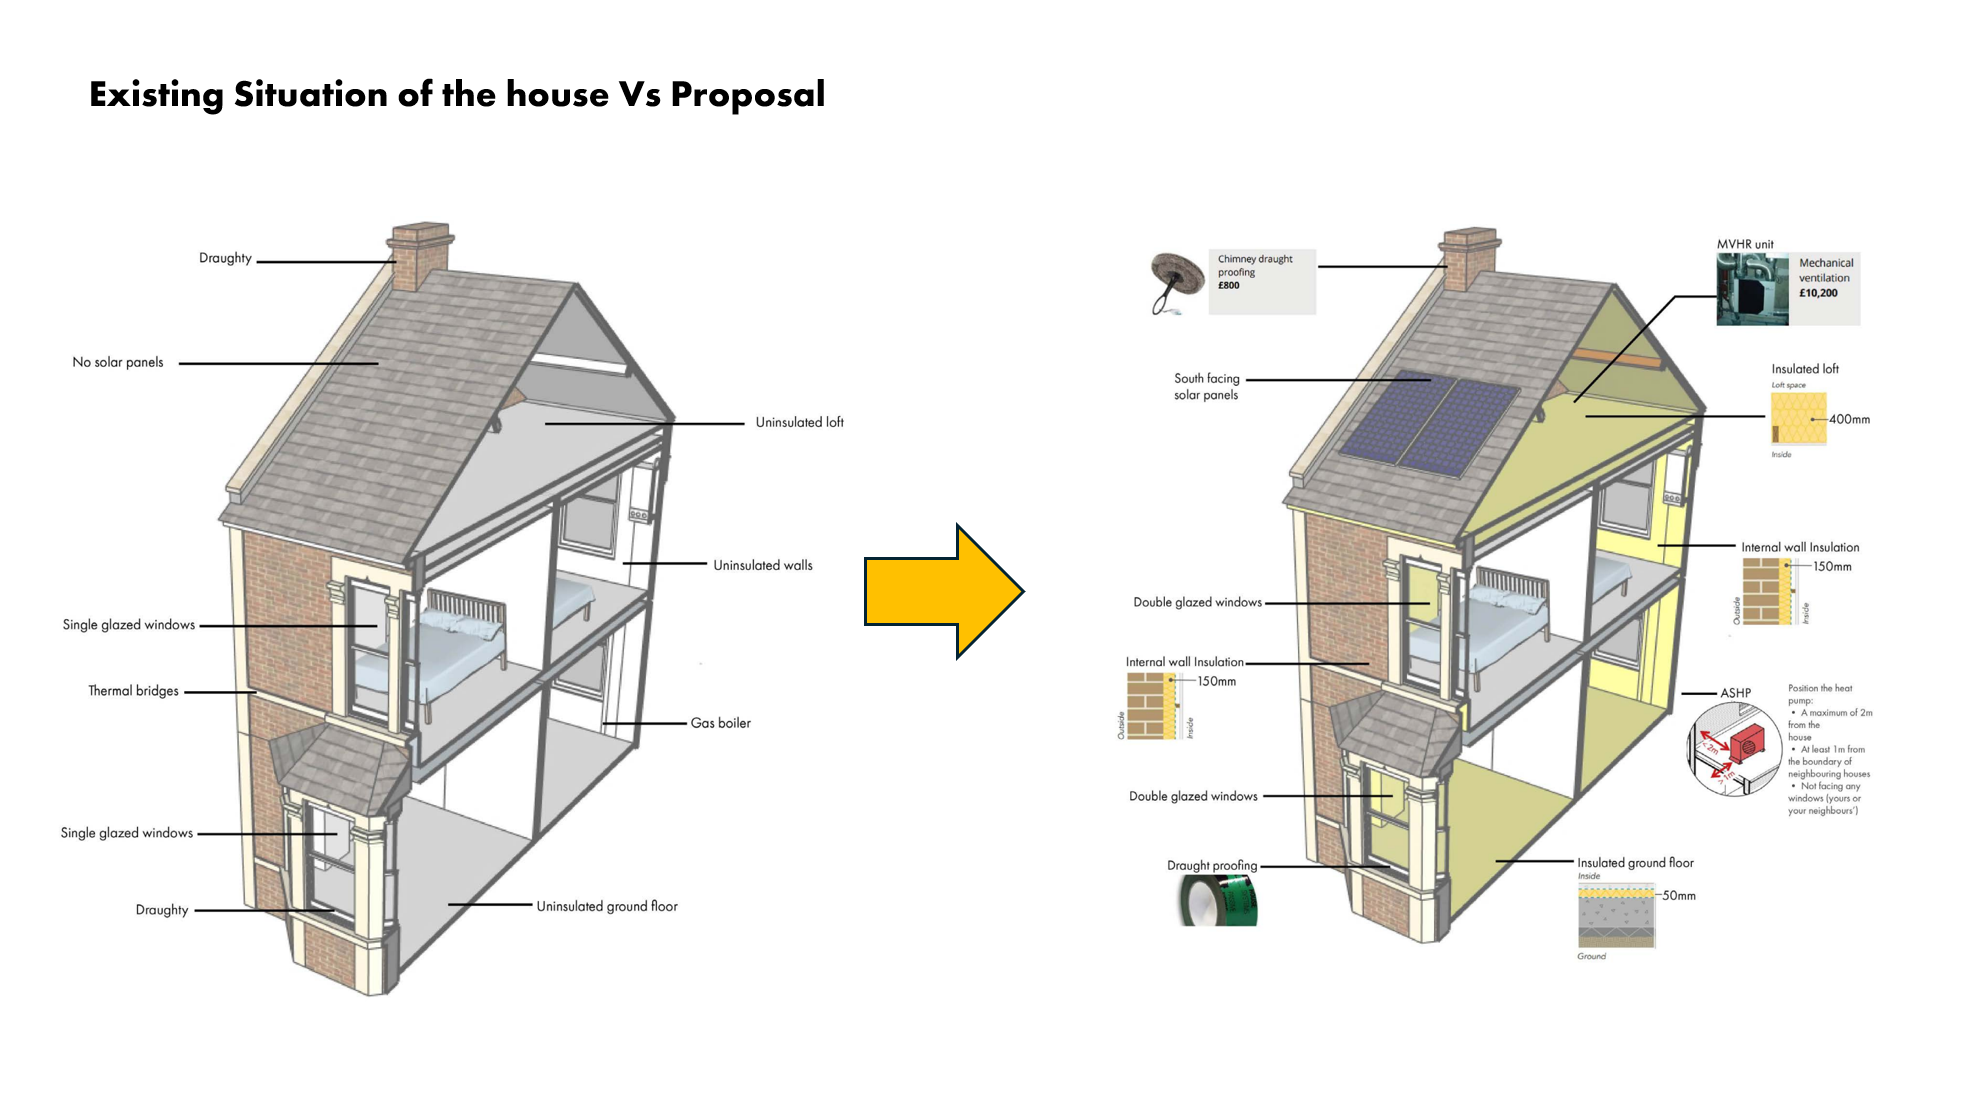 Existing Situation of the house Vs Proposal
Draughty
No solar panels
Uninsulated loft
Uninsulated walls
Single glazed windows
Thermal bridges
Gas boiler
Single glazed windows
Draughty
Uninsulated ground floor
Chimney draught
proofing
£800
MVHR unit
Mechanical
ventilation
£10,200
South facing
solar panels
Insulated loft
Loft space
400mm
Inside
Internal wall Insulation
150mm
Outside
Inside
Double glazed windows
Internal wall Insulation
150mm
Outside
Inside
ASHP
<2m
>1m
Position the heat
pump:
• A maximum of 2m
from the
house
• At least 1m from
the boundary of
neighbouring houses
• Not facing any
windows (yours or
your neighbours')
Double glazed windows
Draught proofing
Insulated ground floor
Inside
50mm
Ground